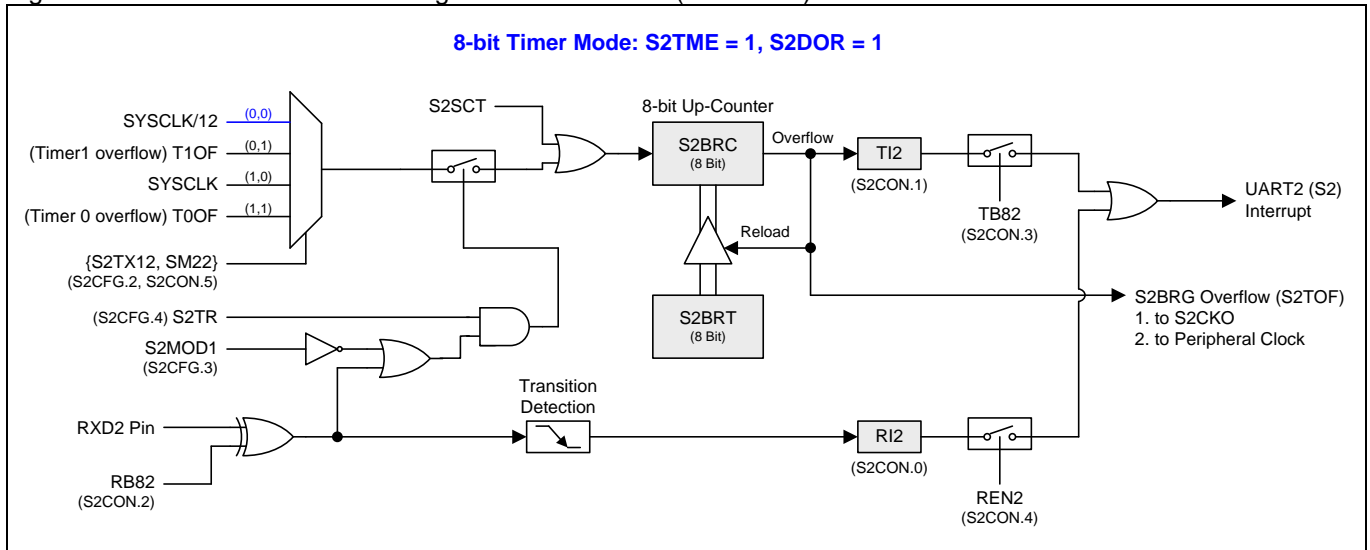 8-bit Timer Mode: S2TME = 1, S2DOR = 1
SYSCLK/12
(0,0)
(Timer1 overflow) T1OF
(0,1)
SYSCLK
(1,0)
(Timer 0 overflow) T0OF
(1,1)
{S2TX12, SM22}
(S2CFG.2, S2CON.5)
(S2CFG.4) S2TR
S2MOD1
(S2CFG.3)
RXD2 Pin
RB82
(S2CON.2)
S2SCT
8-bit Up-Counter
S2BRC
(8 Bit)
Overflow
Reload
S2BRT
(8 Bit)
Transition
Detection
TI2
(S2CON.1)
TB82
(S2CON.3)
UART2 (S2)
Interrupt
S2BRG Overflow (S2TOF)
1. to S2CKO
2. to Peripheral Clock
RI2
(S2CON.0)
REN2
(S2CON.4)